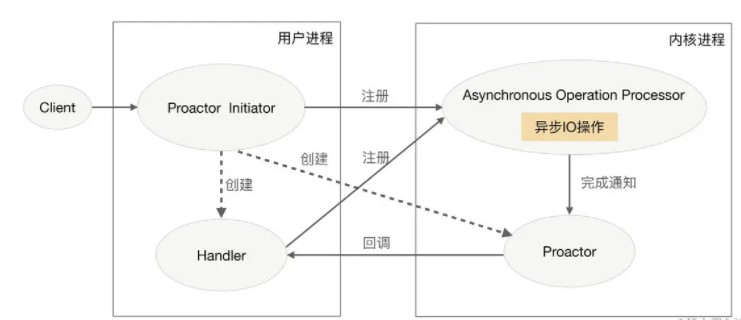 用户进程
内核进程
Client
Proactor Initiator
注册
Asynchronous Operation Processor
异步IO操作
创建
创建
注册
完成通知
Handler
回调
Proactor